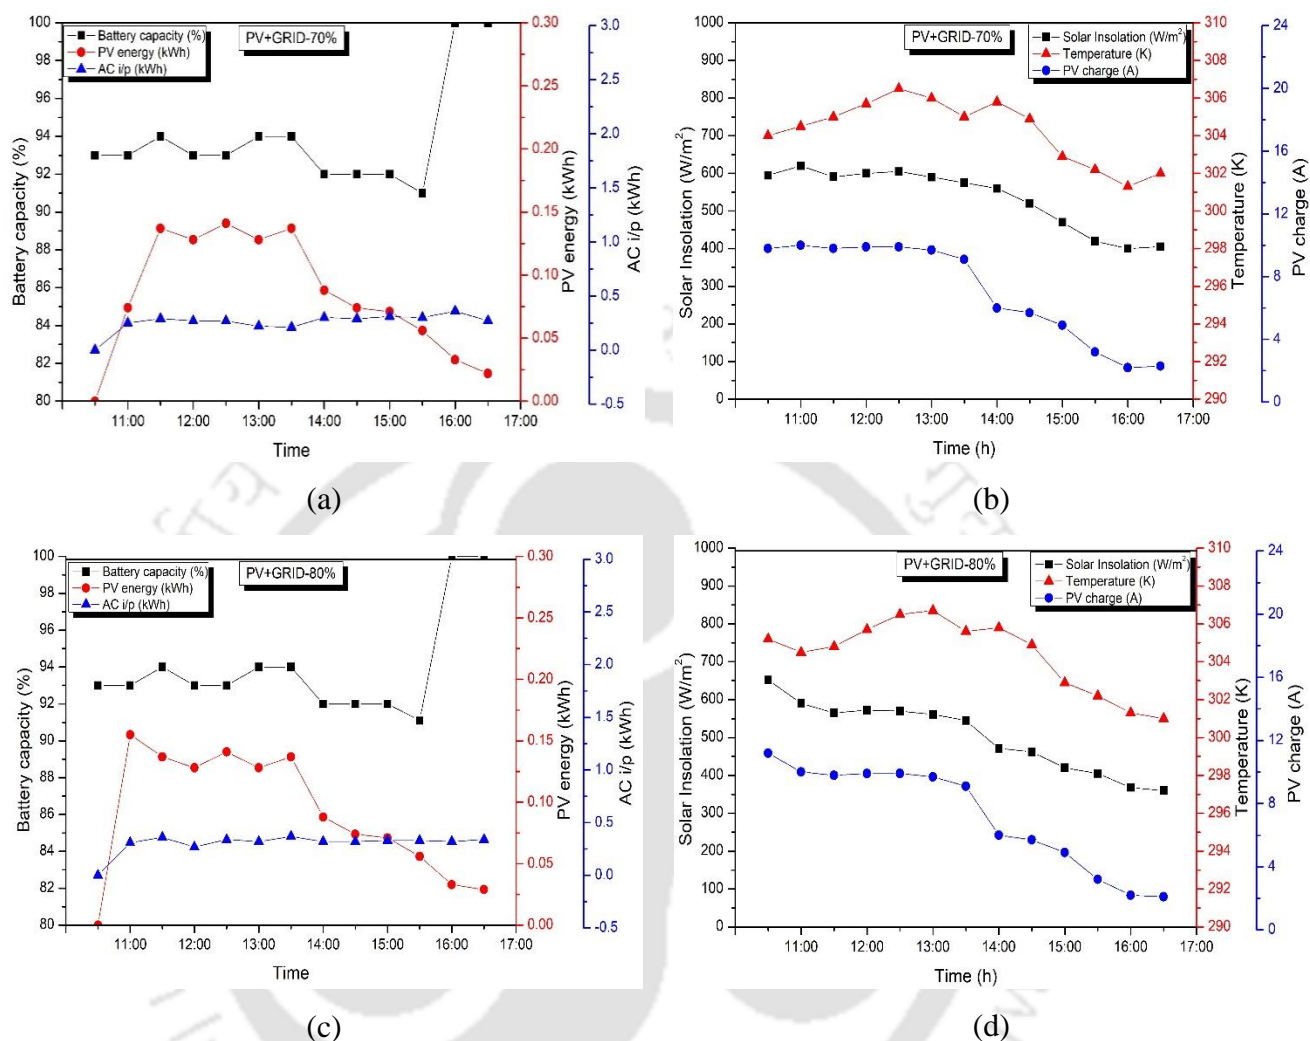 100
98
96
94
92
90
88
86
84
82
80
Battery capacity (%)
Battery capacity (%)
PV energy (kWh)
AC i/p (kWh)
PV+GRID-70%
0.30
0.25
0.20
0.15
0.10
0.05
0.00
PV energy (kWh)
3.0
2.5
2.0
1.5
1.0
0.5
0.0
-0.5
AC i/p (kWh)
11:00 12:00 13:00 14:00 15:00 16:00 17:00
Time
(a)
1000
900
800
700
600
500
400
300
200
100
0
Solar Insolation (W/m²)
PV+GRID-70%
Solar Insolation (W/m²)
Temperature (K)
PV charge (A)
310
308
306
304
302
300
298
296
294
292
290
Temperature (K)
24
20
16
12
8
4
0
PV charge (A)
11:00 12:00 13:00 14:00 15:00 16:00 17:00
Time (h)
(b)
100
98
96
94
92
90
88
86
84
82
80
Battery capacity (%)
Battery capacity (%)
PV energy (kWh)
AC i/p (kWh)
PV+GRID-80%
0.30
0.25
0.20
0.15
0.10
0.05
0.00
PV energy (kWh)
3.0
2.5
2.0
1.5
1.0
0.5
0.0
-0.5
AC i/p (kWh)
11:00 12:00 13:00 14:00 15:00 16:00 17:00
Time
(c)
1000
900
800
700
600
500
400
300
200
100
0
Solar Insolation (W/m²)
PV+GRID-80%
Solar Insolation (W/m²)
Temperature (K)
PV charge (A)
310
308
306
304
302
300
298
296
294
292
290
Temperature (K)
24
20
16
12
8
4
0
PV charge (A)
11:00 12:00 13:00 14:00 15:00 16:00 17:00
Time (h)
(d)